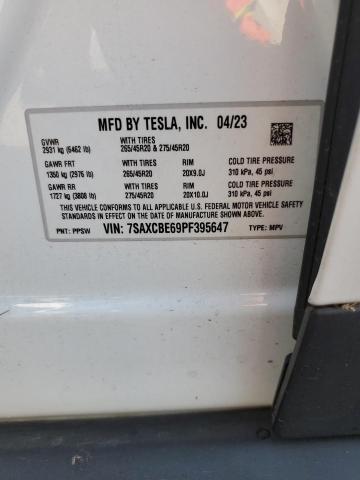 MFD BY TESLA, INC. 04/23
GVWR WITH TIRES
2931 kg (6462 lb) 265/45R20 & 275/45R20
GAWR FRT WITH TIRES RIM COLD TIRE PRESSURE
1350 kg (2976 lb) 265/45R20 20X9.0J 310 kPa, 45 psi
GAWR RR WITH TIRES RIM COLD TIRE PRESSURE
1727 kg (3808 lb) 275/45R20 20X10.0J 310 kPa, 45 psi
THIS VEHICLE CONFORMS TO ALL APPLICABLE U.S. FEDERAL MOTOR VEHICLE SAFETY
STANDARDS IN EFFECT ON THE DATE OF MANUFACTURE SHOWN ABOVE.
PNT: PPSW VIN: 7SAXCBE69PF395647 TYPE: MPV